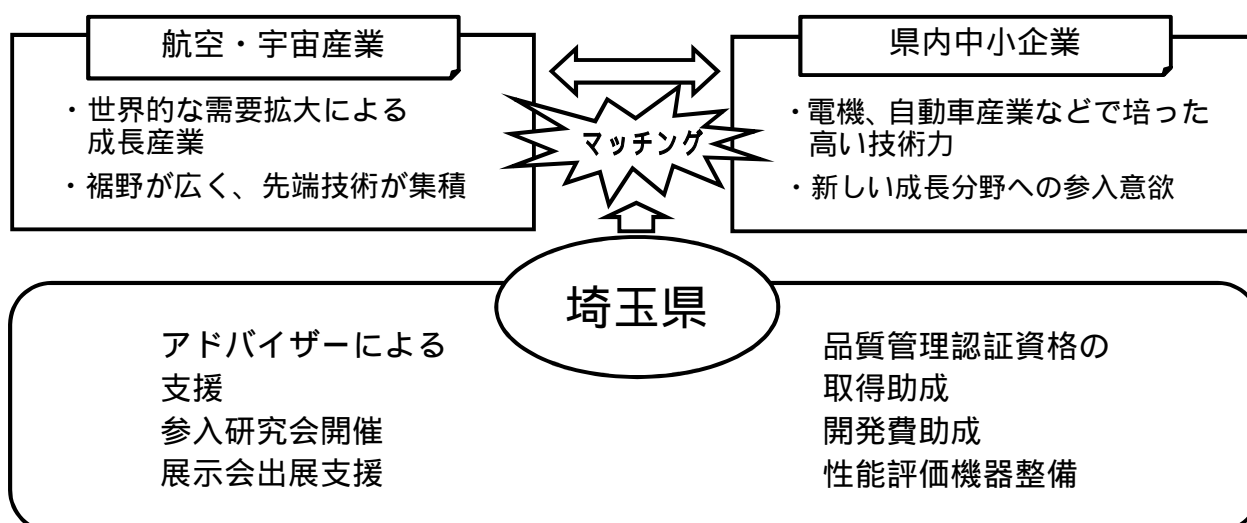 航空・宇宙産業
・世界的な需要拡大による
成長産業
・裾野が広く、先端技術が集積
マッチング
県内中小企業
・電機、自動車産業などで培った
高い技術力
・新しい成長分野への参入意欲
埼玉県
アドバイザーによる
支援
参入研究会開催
展示会出展支援
品質管理認証資格の
取得助成
開発費助成
性能評価機器整備